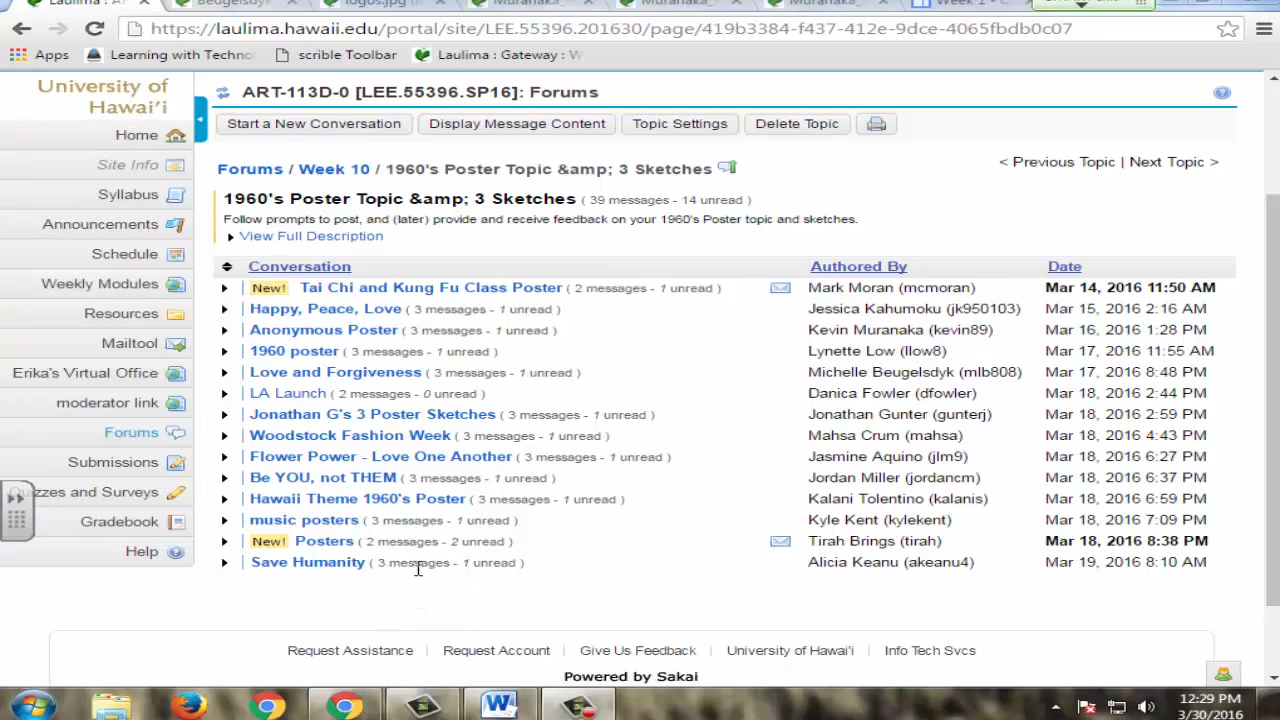 Laulima : A
Beugelsdyk
logos.jpg
Muranaka_
Muranaka_
Muranaka_
Week 1 - C
https://laulima.hawaii.edu/portal/site/LEE.55396.201630/page/419b3384-f437-412e-9dce-4065fbdb0c07
Apps Learning with Techno scrible Toolbar Laulima : Gateway : W
University of
Hawai'i
ART-113D-0 [LEE.55396.SP16]: Forums
Home
Start a New Conversation Display Message Content Topic Settings Delete Topic
Site Info
Forums / Week 10 / 1960's Poster Topic &amp; 3 Sketches < Previous Topic | Next Topic >
Syllabus
1960's Poster Topic &amp; 3 Sketches ( 39 messages - 14 unread )
Announcements
Follow prompts to post, and (later) provide and receive feedback on your 1960's Poster topic and sketches.
View Full Description
Schedule
Conversation Authored By Date
Weekly Modules
New! Tai Chi and Kung Fu Class Poster ( 2 messages - 1 unread ) Mark Moran (mcmoran) Mar 14, 2016 11:50 AM
Happy, Peace, Love ( 3 messages - 1 unread ) Jessica Kahumoku (jk950103) Mar 15, 2016 2:16 AM
Resources
Anonymous Poster ( 3 messages - 1 unread ) Kevin Muranaka (kevin89) Mar 16, 2016 1:28 PM
Mailtool
1960 poster ( 3 messages - 1 unread ) Lynette Low (llow8) Mar 17, 2016 11:55 AM
Erika's Virtual Office
Love and Forgiveness ( 3 messages - 1 unread ) Michelle Beugelsdyk (mlb808) Mar 17, 2016 8:48 PM
LA Launch ( 2 messages - 0 unread ) Danica Fowler (dfowler) Mar 18, 2016 2:44 PM
moderator link
Jonathan G's 3 Poster Sketches ( 3 messages - 1 unread ) Jonathan Gunter (gunterj) Mar 18, 2016 2:59 PM
Forums
Woodstock Fashion Week ( 3 messages - 1 unread ) Mahsa Crum (mahsa) Mar 18, 2016 4:43 PM
Flower Power - Love One Another ( 3 messages - 1 unread ) Jasmine Aquino (jlm9) Mar 18, 2016 6:27 PM
Submissions
Be YOU, not THEM ( 3 messages - 1 unread ) Jordan Miller (jordancm) Mar 18, 2016 6:37 PM
zzes and Surveys
Hawaii Theme 1960's Poster ( 3 messages - 1 unread ) Kalani Tolentino (kalanis) Mar 18, 2016 6:59 PM
Gradebook
music posters ( 3 messages - 1 unread ) Kyle Kent (kylekent) Mar 18, 2016 7:09 PM
New! Posters ( 2 messages - 2 unread ) Tirah Brings (tirah) Mar 18, 2016 8:38 PM
Help
Save Humanity ( 3 messages - 1 unread ) Alicia Keanu (akeanu4) Mar 19, 2016 8:10 AM
Request Assistance | Request Account | Give Us Feedback | University of Hawai'i | Info Tech Svcs
Powered by Sakai
12:29 PM
3/30/2016